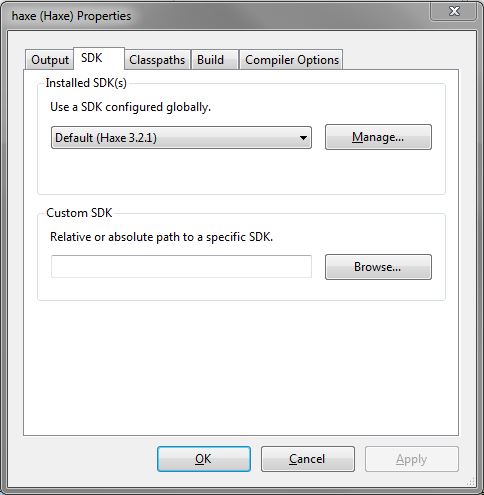 haxe (Haxe) Properties
Output SDK Classpaths Build Compiler Options
Installed SDK(s)
Use a SDK configured globally.
Default (Haxe 3.2.1) Manage...
Custom SDK
Relative or absolute path to a specific SDK.
Browse...
OK Cancel Apply